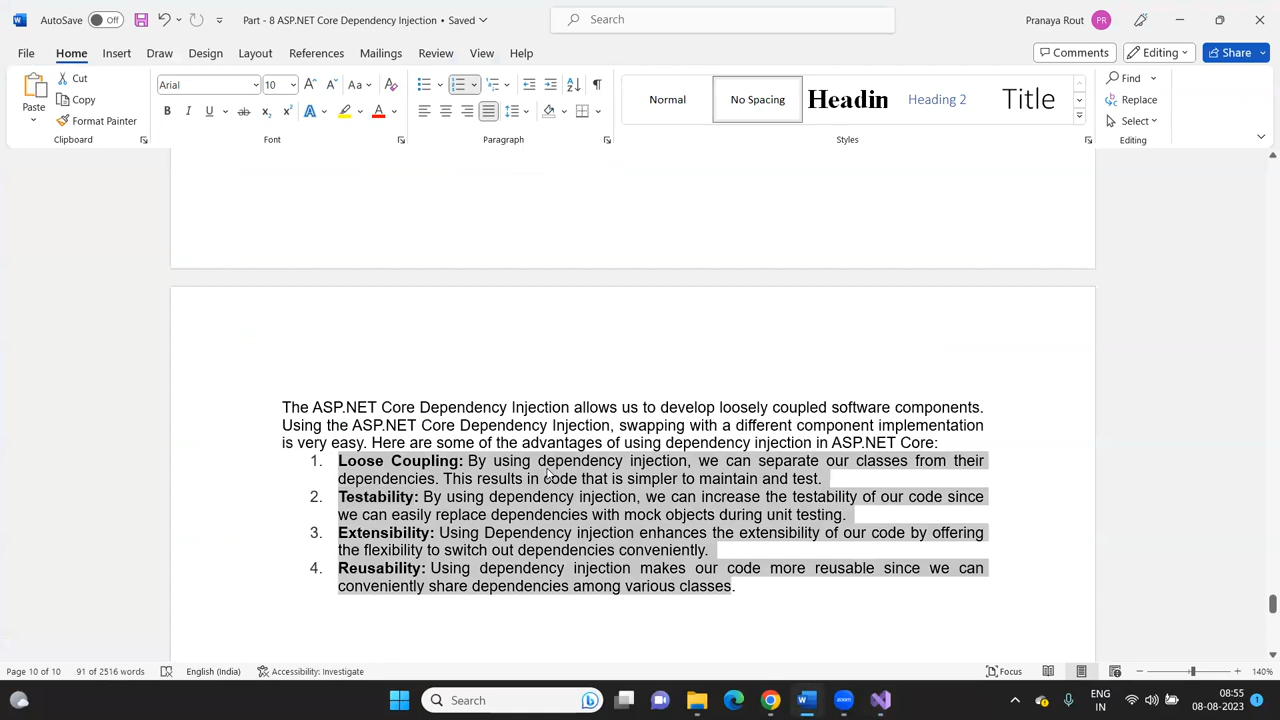 AutoSave Off Part - 8 ASP.NET Core Dependency Injection • Saved Search Pranaya Rout PR
File Home Insert Draw Design Layout References Mailings Review View Help Comments Editing Share
Paste Cut Copy Format Painter
Arial 10 Aa
B I U ab x₂ x² A A
Normal No Spacing Headin Heading 2 Title
Find Replace Select
Clipboard Font Paragraph Styles Editing
The ASP.NET Core Dependency Injection allows us to develop loosely coupled software components.
Using the ASP.NET Core Dependency Injection, swapping with a different component implementation
is very easy. Here are some of the advantages of using dependency injection in ASP.NET Core:
1. Loose Coupling: By using dependency injection, we can separate our classes from their
dependencies. This results in code that is simpler to maintain and test.
2. Testability: By using dependency injection, we can increase the testability of our code since
we can easily replace dependencies with mock objects during unit testing.
3. Extensibility: Using Dependency injection enhances the extensibility of our code by offering
the flexibility to switch out dependencies conveniently.
4. Reusability: Using dependency injection makes our code more reusable since we can
conveniently share dependencies among various classes.
Page 10 of 10 91 of 2516 words English (India) Accessibility: Investigate Focus 140%
Search ENG 08:55
IN 08-08-2023